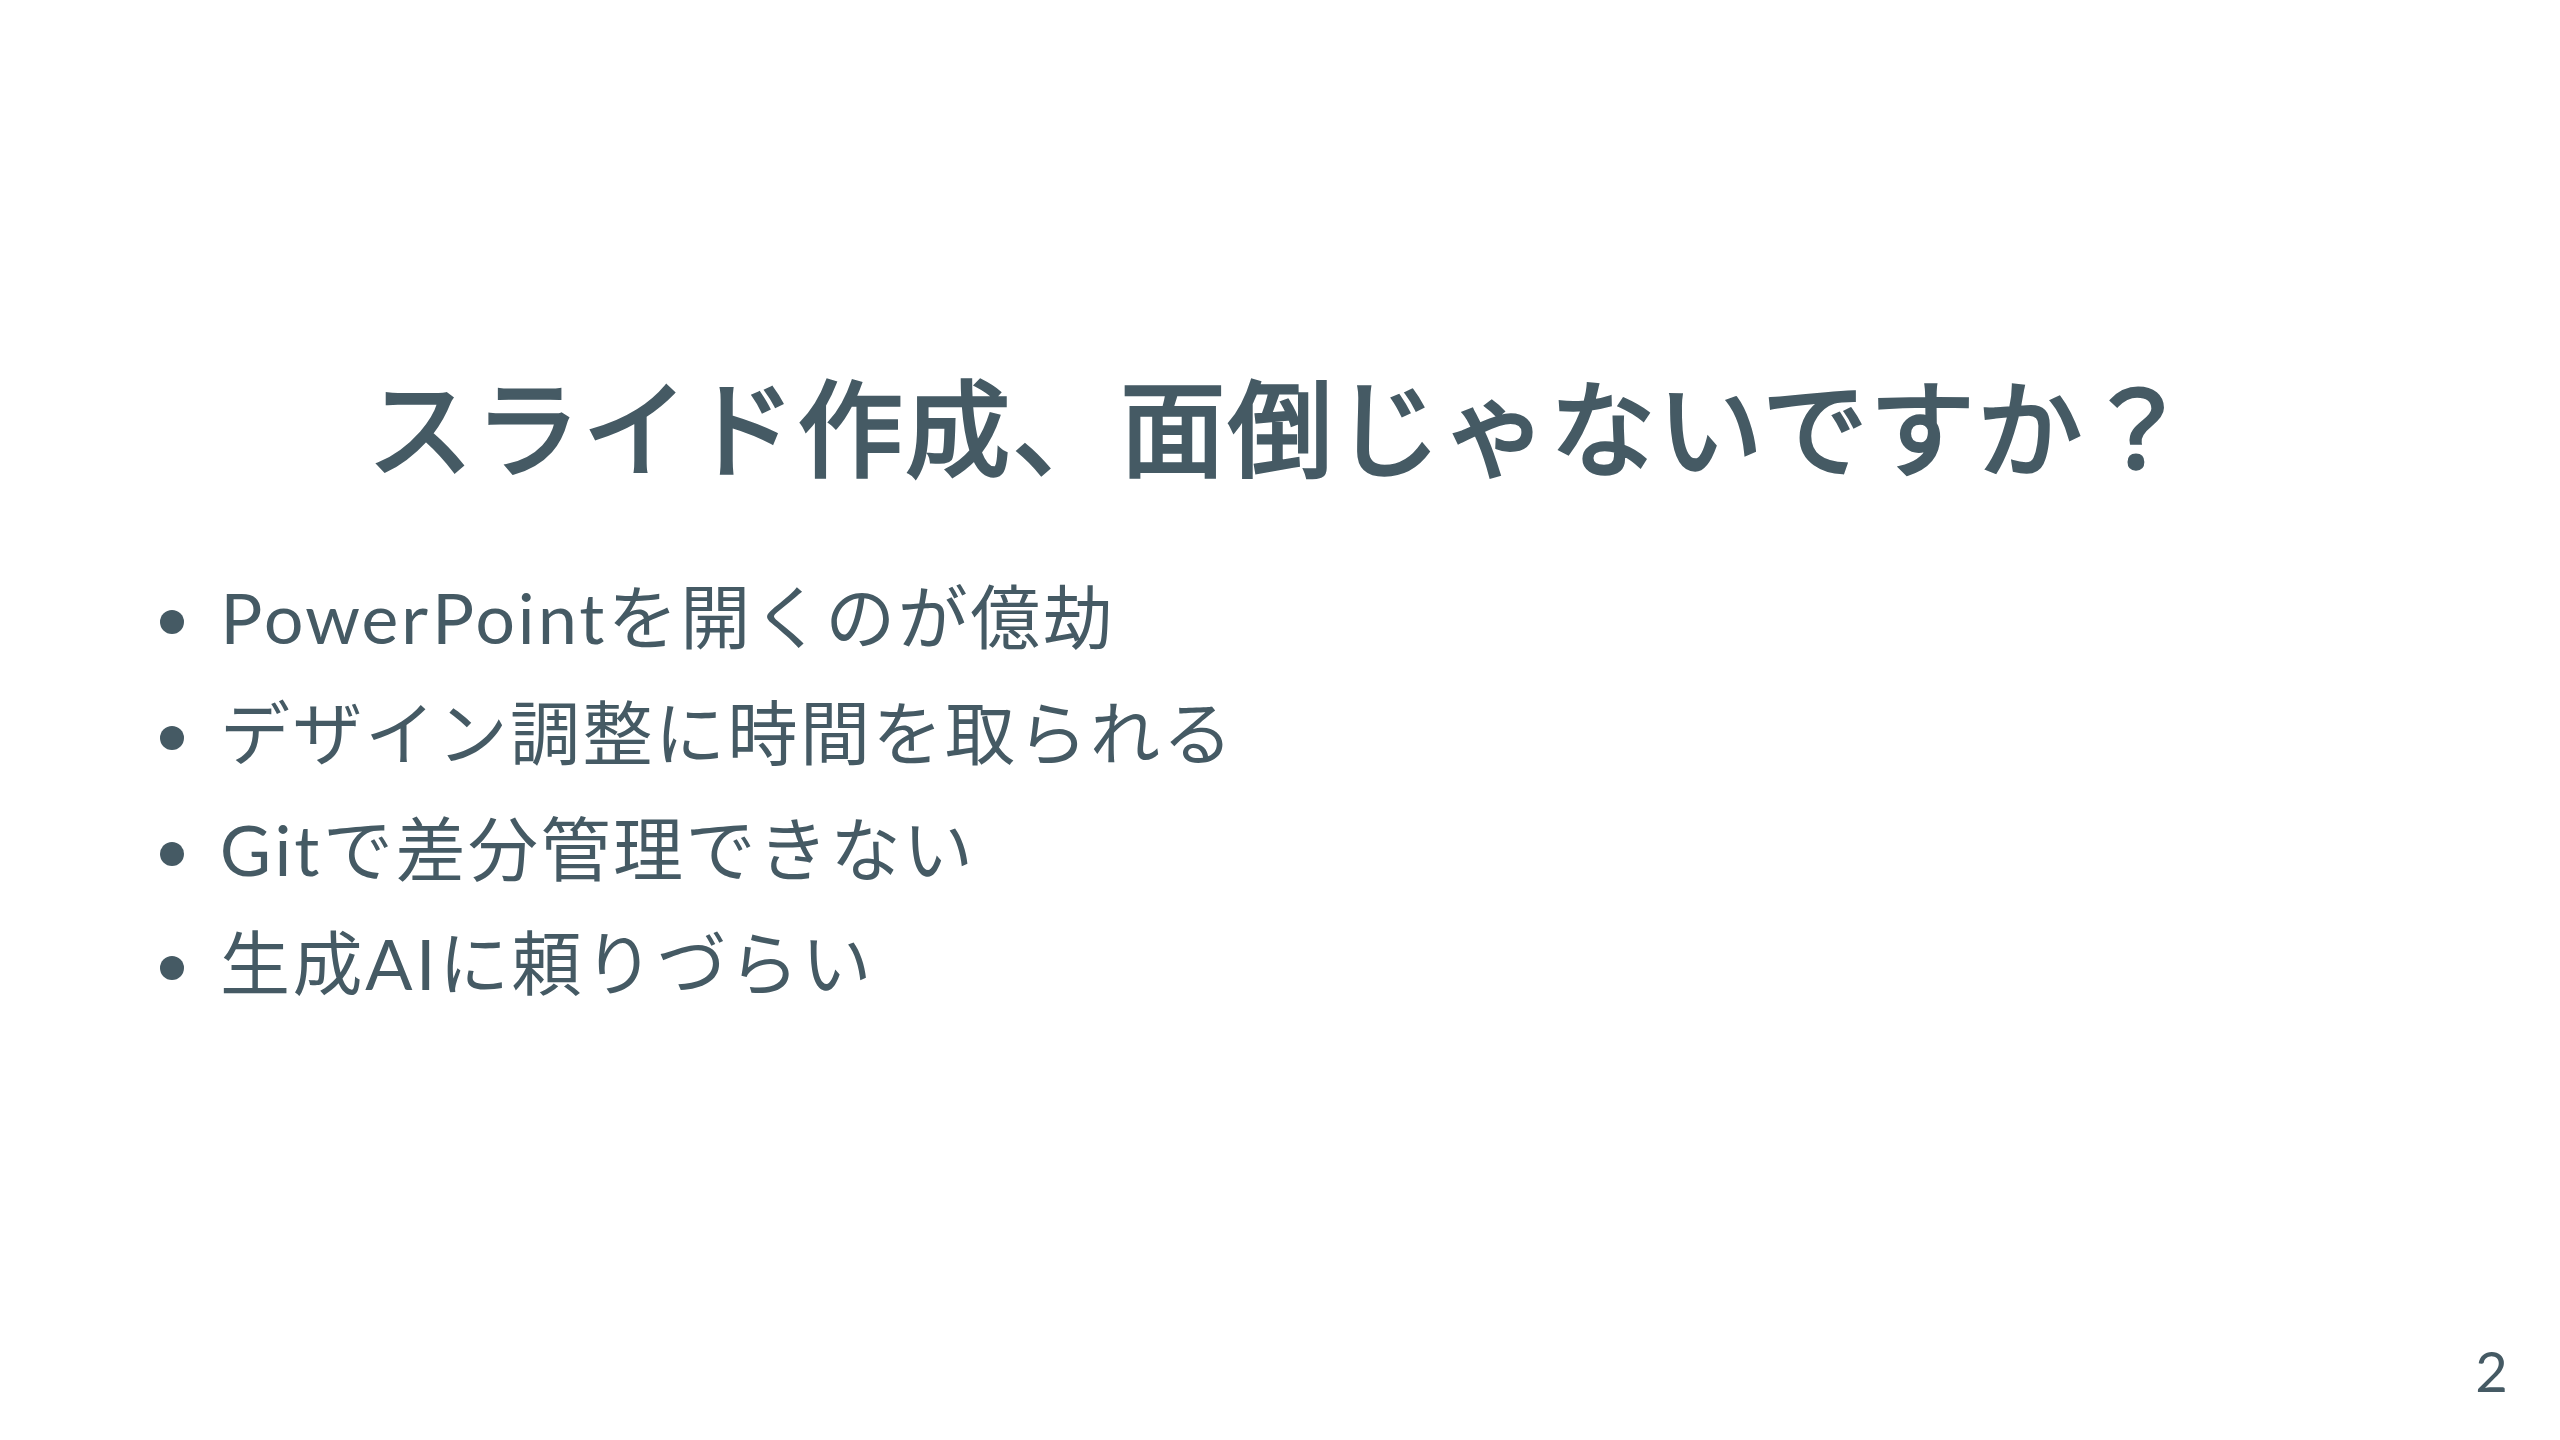 スライド作成、面倒じゃないですか？
• PowerPointを開くのが億劫
• デザイン調整に時間を取られる
• Gitで差分管理できない
• 生成AIに頼りづらい
2